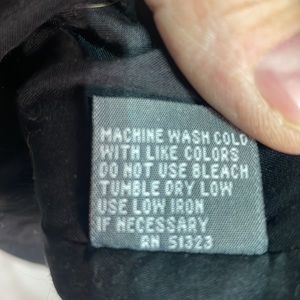 MACHINE WASH COLD
WITH LIKE COLORS
DO NOT USE BLEACH
TUMBLE DRY LOW
USE LOW IRON
IF NECESSARY
RN 51323